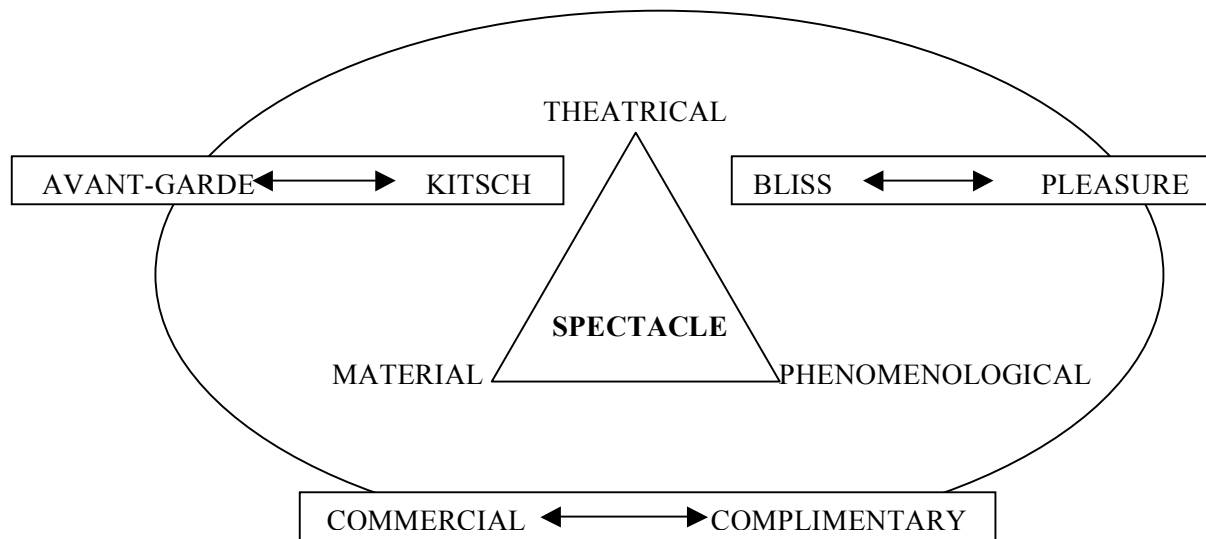 THEATRICAL
AVANT-GARDE KITSCH
BLISS PLEASURE
SPECTACLE
MATERIAL
PHENOMENOLOGICAL
COMMERCIAL COMPLIMENTARY